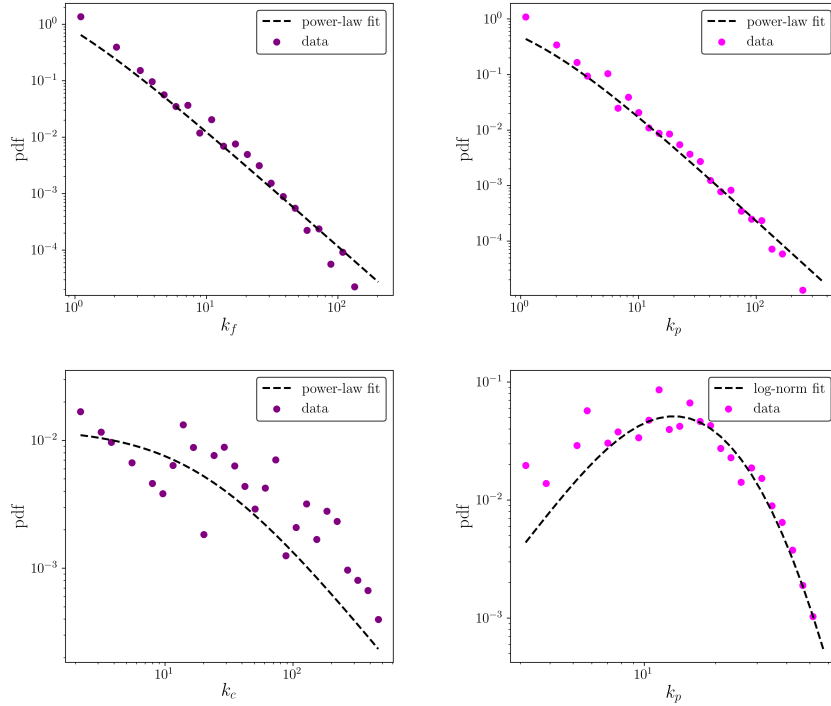 power-law fit
data
10^0
10^-1
10^-2
10^-3
10^-4
pdf
10^0
10^1
10^2
k_f
power-law fit
data
10^0
10^-1
10^-2
10^-3
10^-4
pdf
10^0
10^1
10^2
k_p
power-law fit
data
10^-2
10^-3
pdf
10^1
10^2
k_c
log-norm fit
data
10^-1
10^-2
10^-3
pdf
10^1
k_p